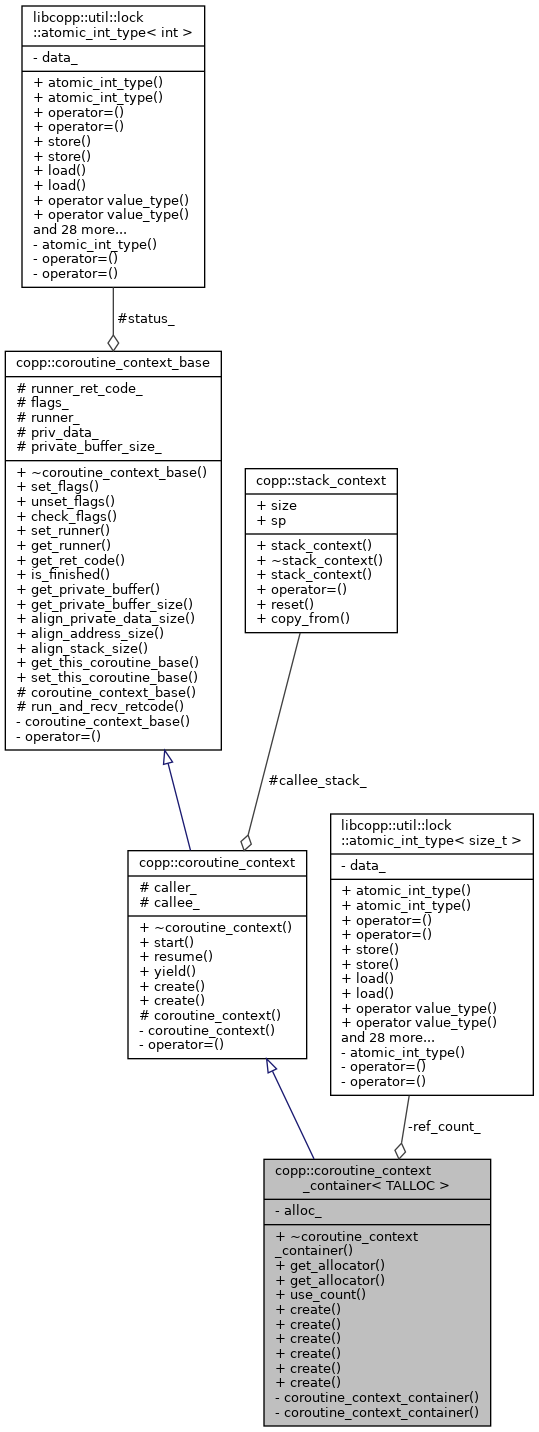 libcopp::util::lock
::atomic_int_type< int >
- data_
+ atomic_int_type()
+ atomic_int_type()
+ operator=()
+ operator=()
+ store()
+ store()
+ load()
+ load()
+ operator value_type()
+ operator value_type()
and 28 more...
- atomic_int_type()
- operator=()
- operator=()
#status_
copp::coroutine_context_base
# runner_ret_code_
# flags_
# runner_
# priv_data_
# private_buffer_size_
+ ~coroutine_context_base()
+ set_flags()
+ unset_flags()
+ check_flags()
+ set_runner()
+ get_runner()
+ get_ret_code()
+ is_finished()
+ get_private_buffer()
+ get_private_buffer_size()
+ align_private_data_size()
+ align_address_size()
+ align_stack_size()
+ get_this_coroutine_base()
+ set_this_coroutine_base()
# coroutine_context_base()
# run_and_recv_retcode()
- coroutine_context_base()
- operator=()
copp::stack_context
+ size
+ sp
+ stack_context()
+ ~stack_context()
+ stack_context()
+ operator=()
+ reset()
+ copy_from()
#callee_stack_
copp::coroutine_context
# caller_
# callee_
+ ~coroutine_context()
+ start()
+ resume()
+ yield()
+ create()
+ create()
# coroutine_context()
- coroutine_context()
- operator=()
libcopp::util::lock
::atomic_int_type< size_t >
- data_
+ atomic_int_type()
+ atomic_int_type()
+ operator=()
+ operator=()
+ store()
+ store()
+ load()
+ load()
+ operator value_type()
+ operator value_type()
and 28 more...
- atomic_int_type()
- operator=()
- operator=()
-ref_count_
copp::coroutine_context
_container< TALLOC >
- alloc_
+ ~coroutine_context
_container()
+ get_allocator()
+ get_allocator()
+ use_count()
+ create()
+ create()
+ create()
+ create()
+ create()
+ create()
- coroutine_context_container()
- coroutine_context_container()